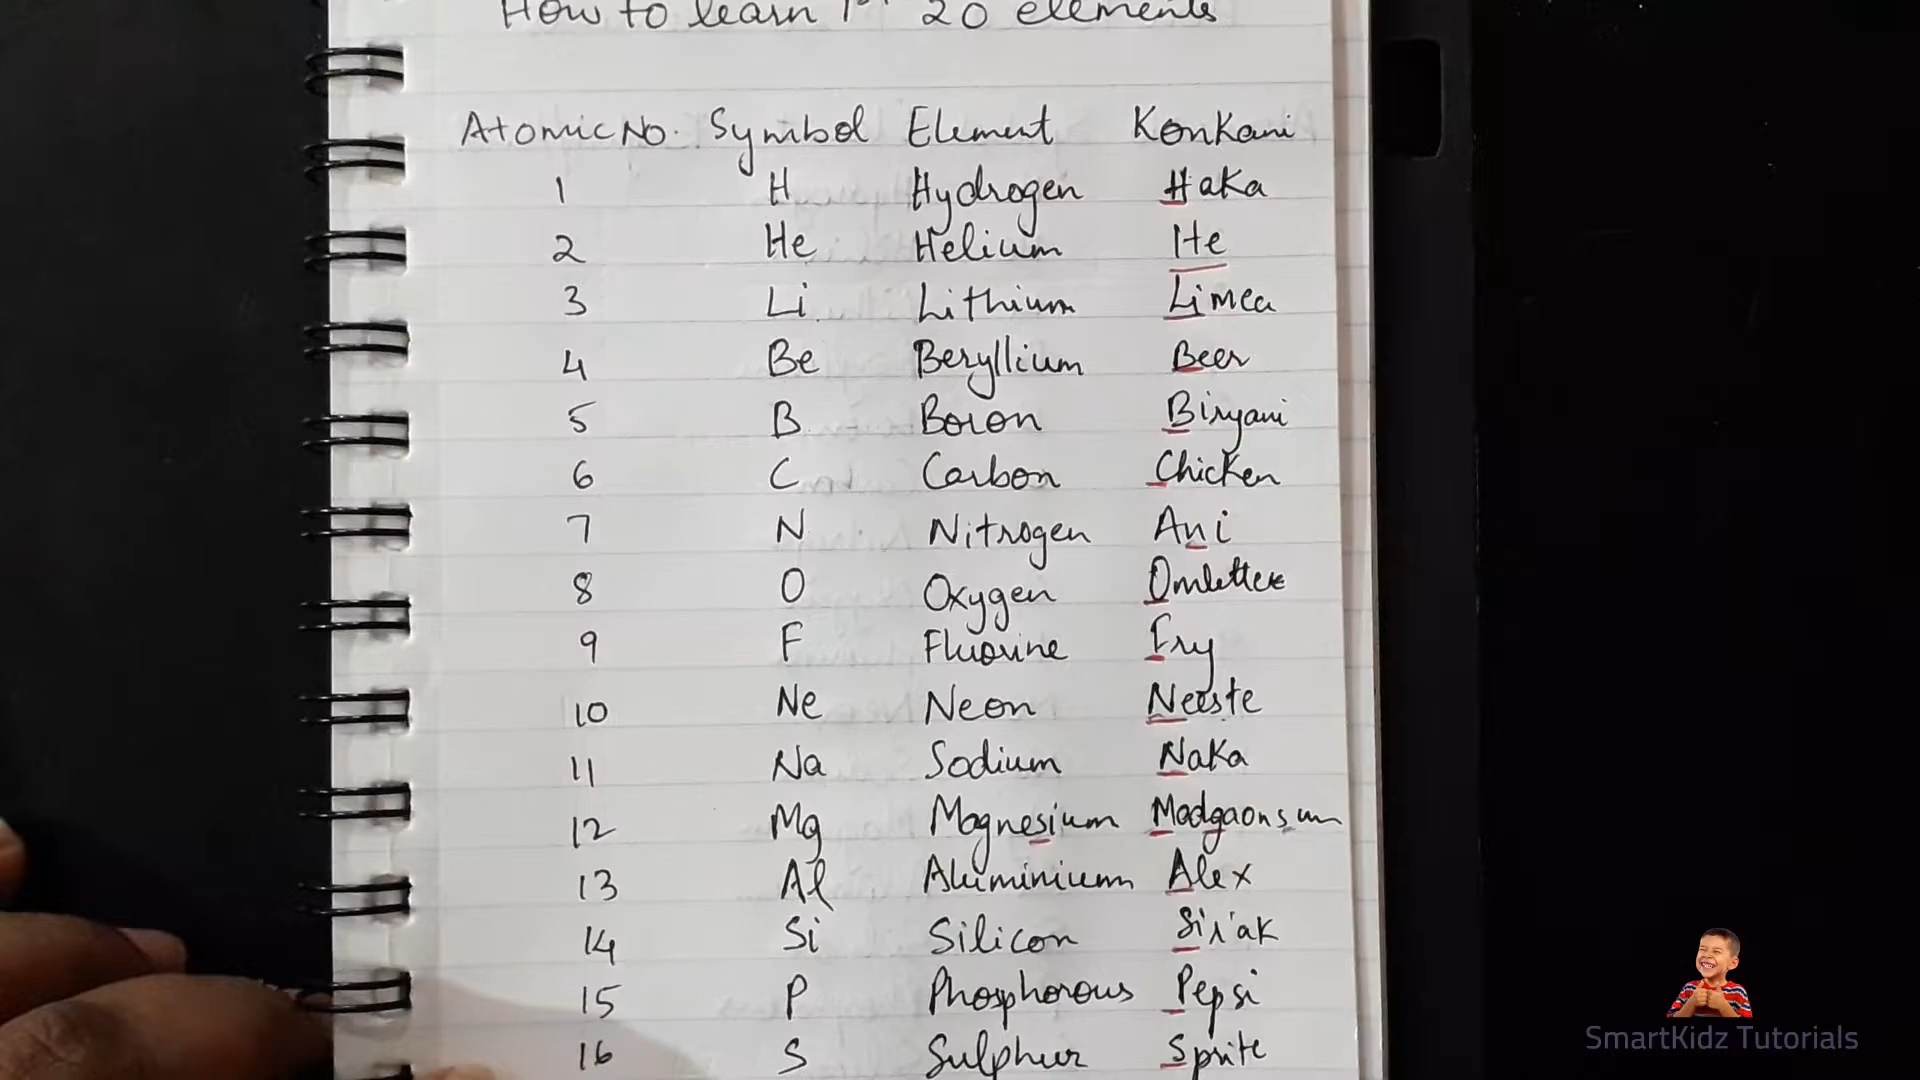 How to learn 1st 20 elements
Atomic No. Symbol Element Konkani
1 H Hydrogen Haka
2 He Helium He
3 Li Lithium Limca
4 Be Beryllium Beer
5 B Boron Biryani
6 C Carbon Chicken
7 N Nitrogen Ani
8 O Oxygen Omlette
9 F Fluorine Fry
10 Ne Neon Neeste
11 Na Sodium Naka
12 Mg Magnesium Madgaonsun
13 Al Aluminium Alex
14 Si Silicon
15 P Phosphorous Pepsi
16 S Sulphur Sprite
SmartKidz Tutorials